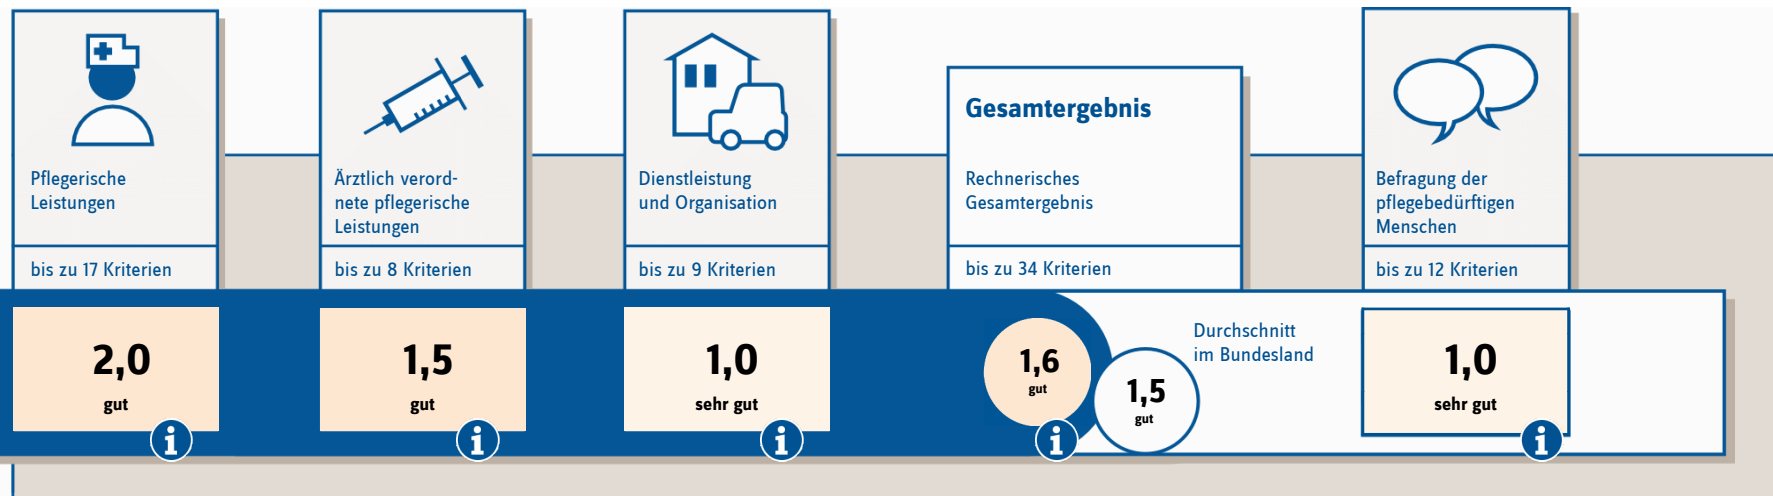 Pflegerische
Leistungen
bis zu 17 Kriterien
2,0
gut
i
Ärztlich verord-
nete pflegerische
Leistungen
bis zu 8 Kriterien
1,5
gut
i
Dienstleistung
und Organisation
bis zu 9 Kriterien
1,0
sehr gut
i
Gesamtergebnis
Rechnerisches
Gesamtergebnis
bis zu 34 Kriterien
1,6
gut
i
Durchschnitt
im Bundesland
1,5
gut
Befragung der
pflegebedürftigen
Menschen
bis zu 12 Kriterien
1,0
sehr gut
i